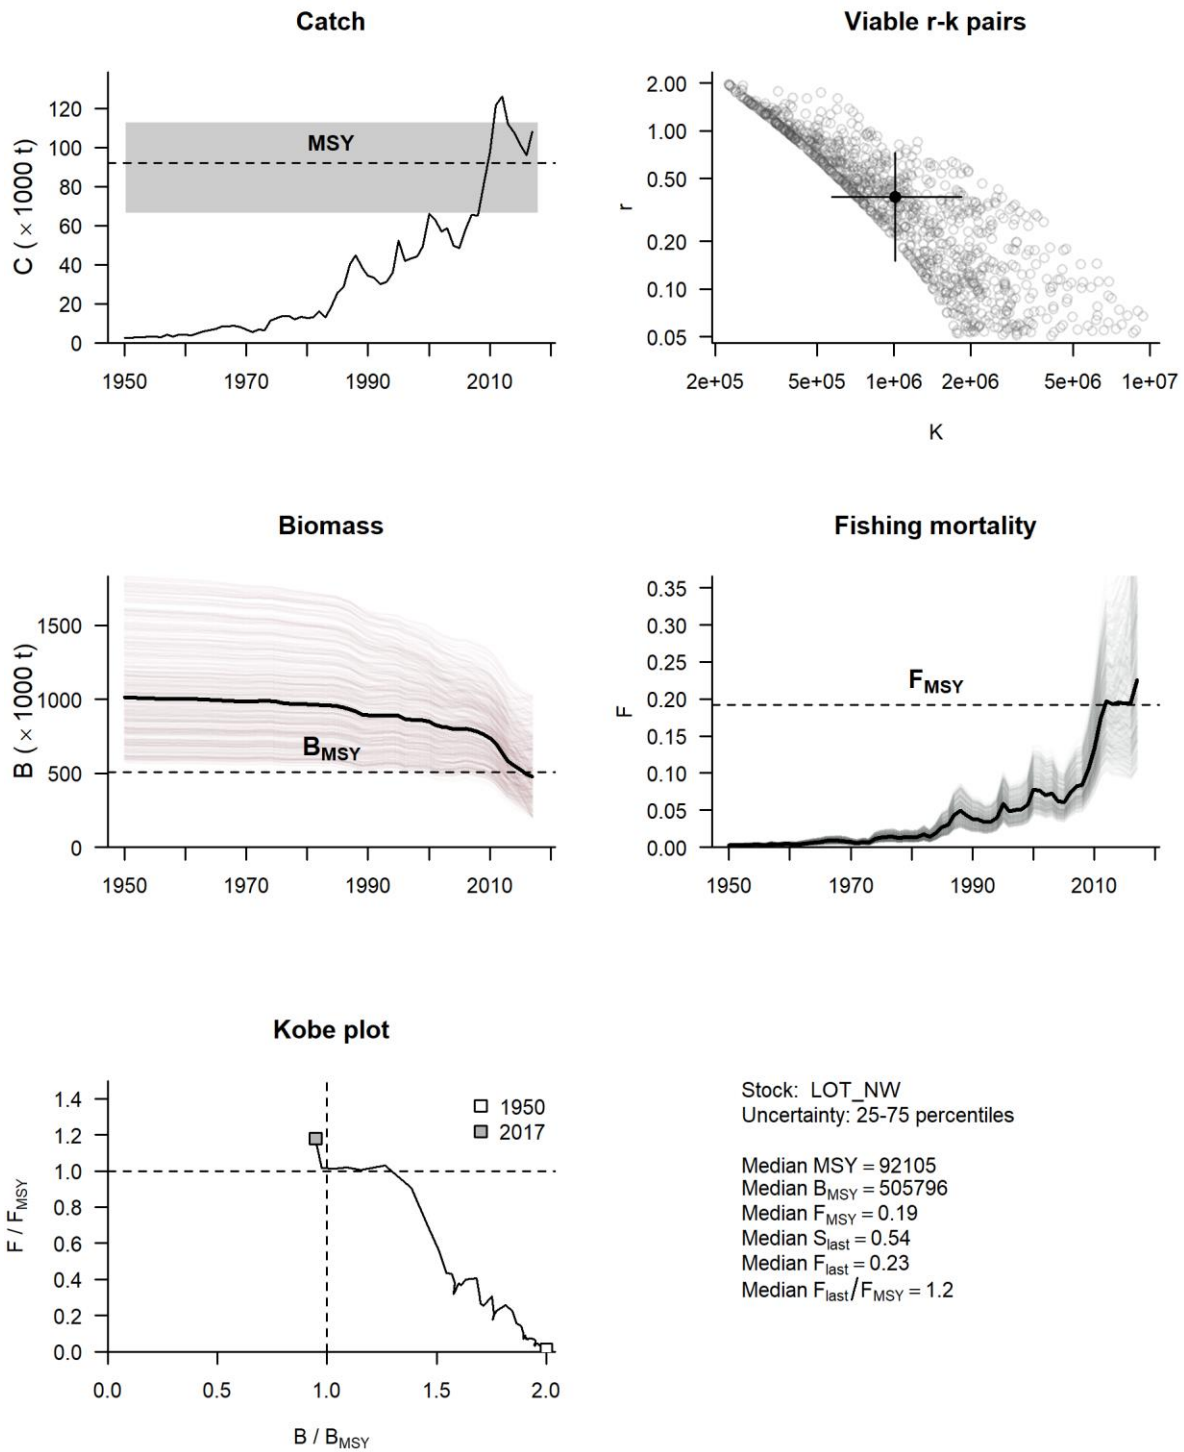 Catch
C ( × 1000 t)
120
100
80
60
40
20
0
MSY
1950 1970 1990 2010
Viable r-k pairs
r
2.00
1.00
0.50
0.20
0.10
0.05
2e+05 5e+05 1e+06 2e+06 5e+06 1e+07
K
Biomass
B ( × 1000 t)
1500
1000
500
0
BMSY
1950 1970 1990 2010
Fishing mortality
F
0.35
0.30
0.25
0.20
0.15
0.10
0.05
0.00
FMSY
1950 1970 1990 2010
Kobe plot
F / FMSY
1.4
1.2
1.0
0.8
0.6
0.4
0.2
0.0
1950
2017
0.0 0.5 1.0 1.5 2.0
B / BMSY
Stock: LOT_NW
Uncertainty: 25-75 percentiles
Median MSY = 92105
Median BMSY = 505796
Median FMSY = 0.19
Median Slast = 0.54
Median Flast = 0.23
Median Flast/FMSY = 1.2